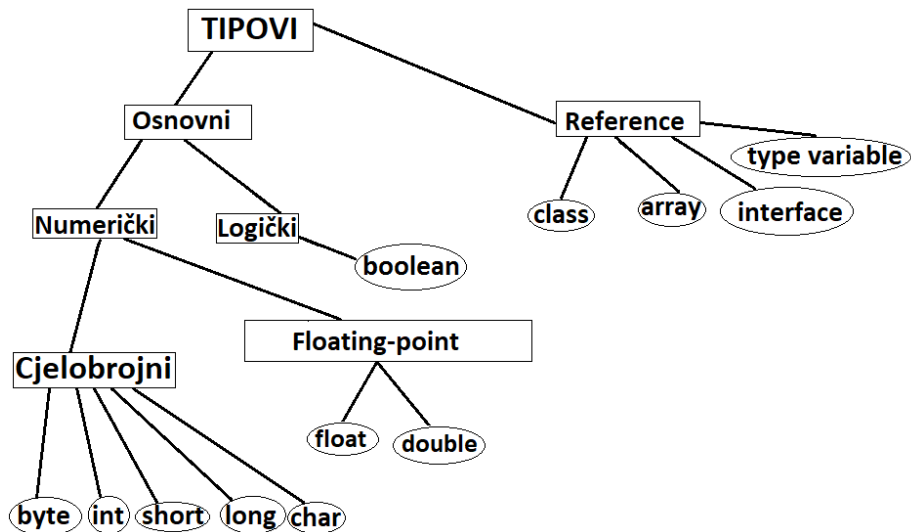 TIPOVI
Osnovni
Reference
type variable
class
array
interface
Numerički
Logički
boolean
Floating-point
Cjelobrojni
float
double
byte
int
short
long
char